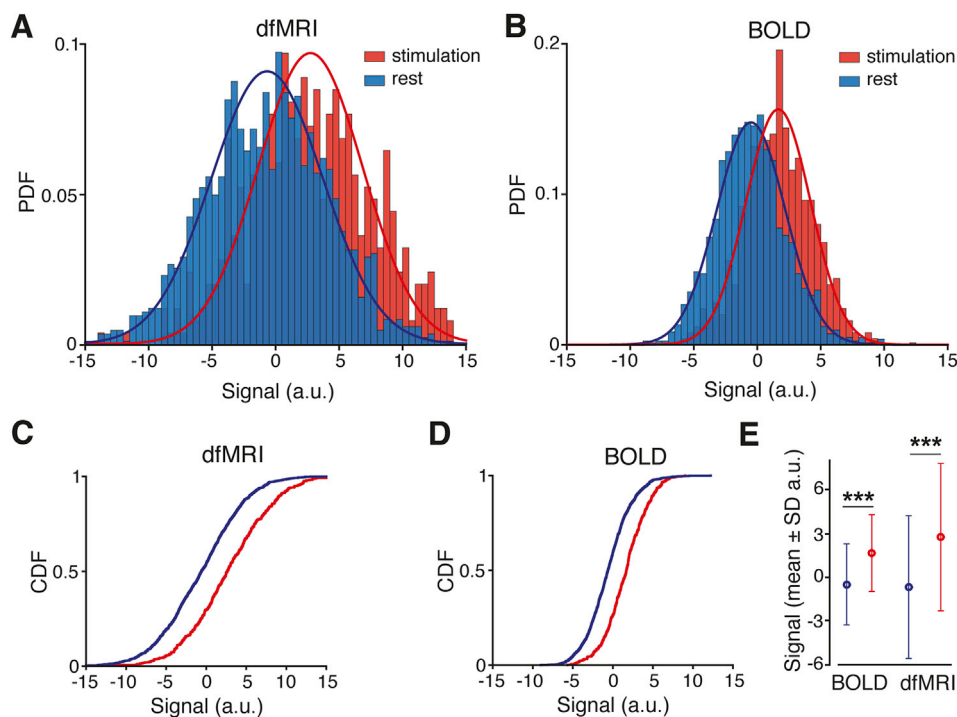 A
dfMRI
0.1
stimulation
rest
PDF
0.05
0
-15
-10
-5
0
5
10
15
Signal (a.u.)
B
BOLD
0.2
stimulation
rest
PDF
0.1
0
-15
-10
-5
0
5
10
15
Signal (a.u.)
C
dfMRI
1
CDF
0.5
0
-15
-10
-5
0
5
10
15
Signal (a.u.)
D
BOLD
1
CDF
0.5
0
-15
-10
-5
0
5
10
15
Signal (a.u.)
E
***
***
Signal (mean ± SD a.u.)
6
3
0
-3
-6
BOLD
dfMRI